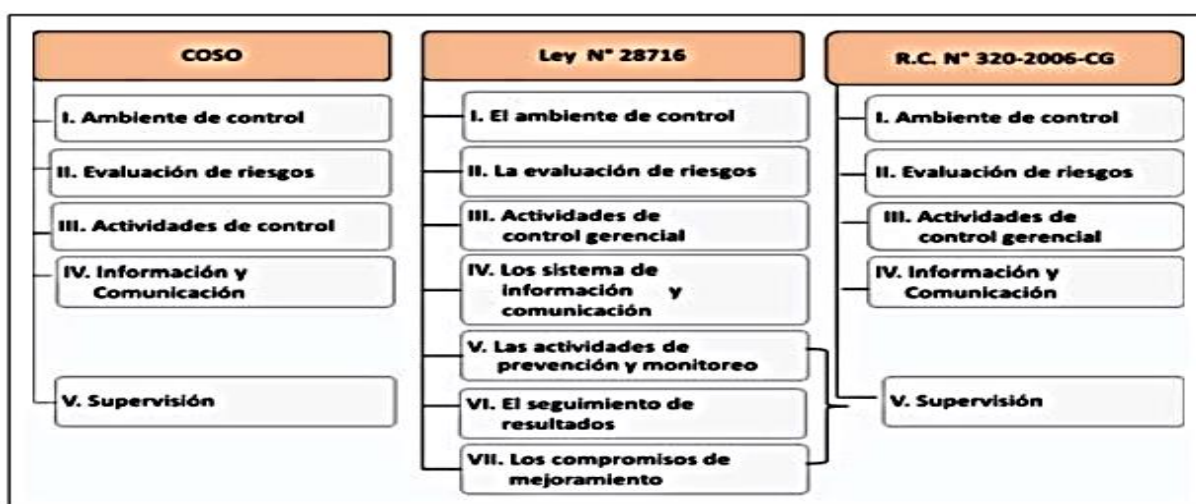 COSO
I. Ambiente de control
II. Evaluación de riesgos
III. Actividades de control
IV. Información y
Comunicación
V. Supervisión
Ley N° 28716
I. El ambiente de control
II. La evaluación de riesgos
III. Actividades de
control gerencial
IV. Los sistema de
información y
comunicación
V. Las actividades de
prevención y monitoreo
VI. El seguimiento de
resultados
VII. Los compromisos de
mejoramiento
R.C. N° 320-2006-CG
I. Ambiente de control
II. Evaluación de riesgos
III. Actividades de
control gerencial
IV. Información y
Comunicación
V. Supervisión